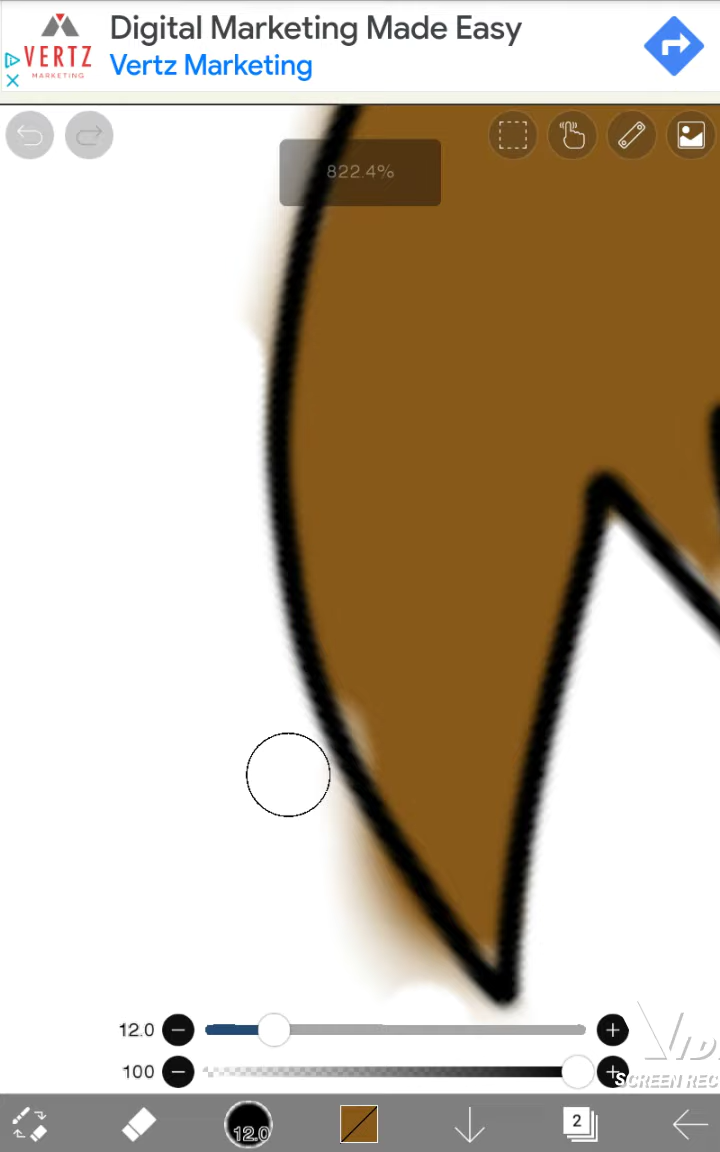 Digital Marketing Made Easy
VERTZ
MARKETING
Vertz Marketing
822.4%
12.0
100
SCREEN REC
12.0
2